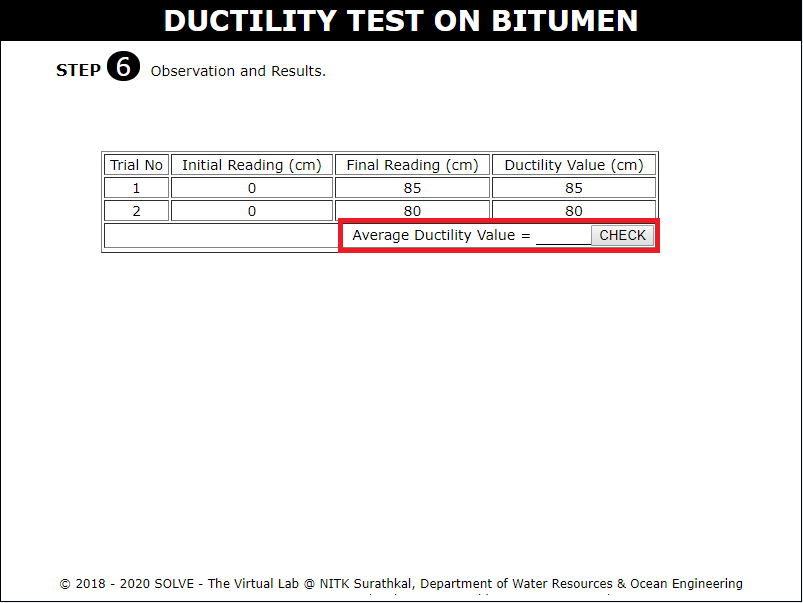 DUCTILITY TEST ON BITUMEN
STEP 6 Observation and Results.
Trial No Initial Reading (cm) Final Reading (cm) Ductility Value (cm)
1 0 85 85
2 0 80 80
Average Ductility Value = ______ CHECK
© 2018 - 2020 SOLVE - The Virtual Lab @ NITK Surathkal, Department of Water Resources & Ocean Engineering